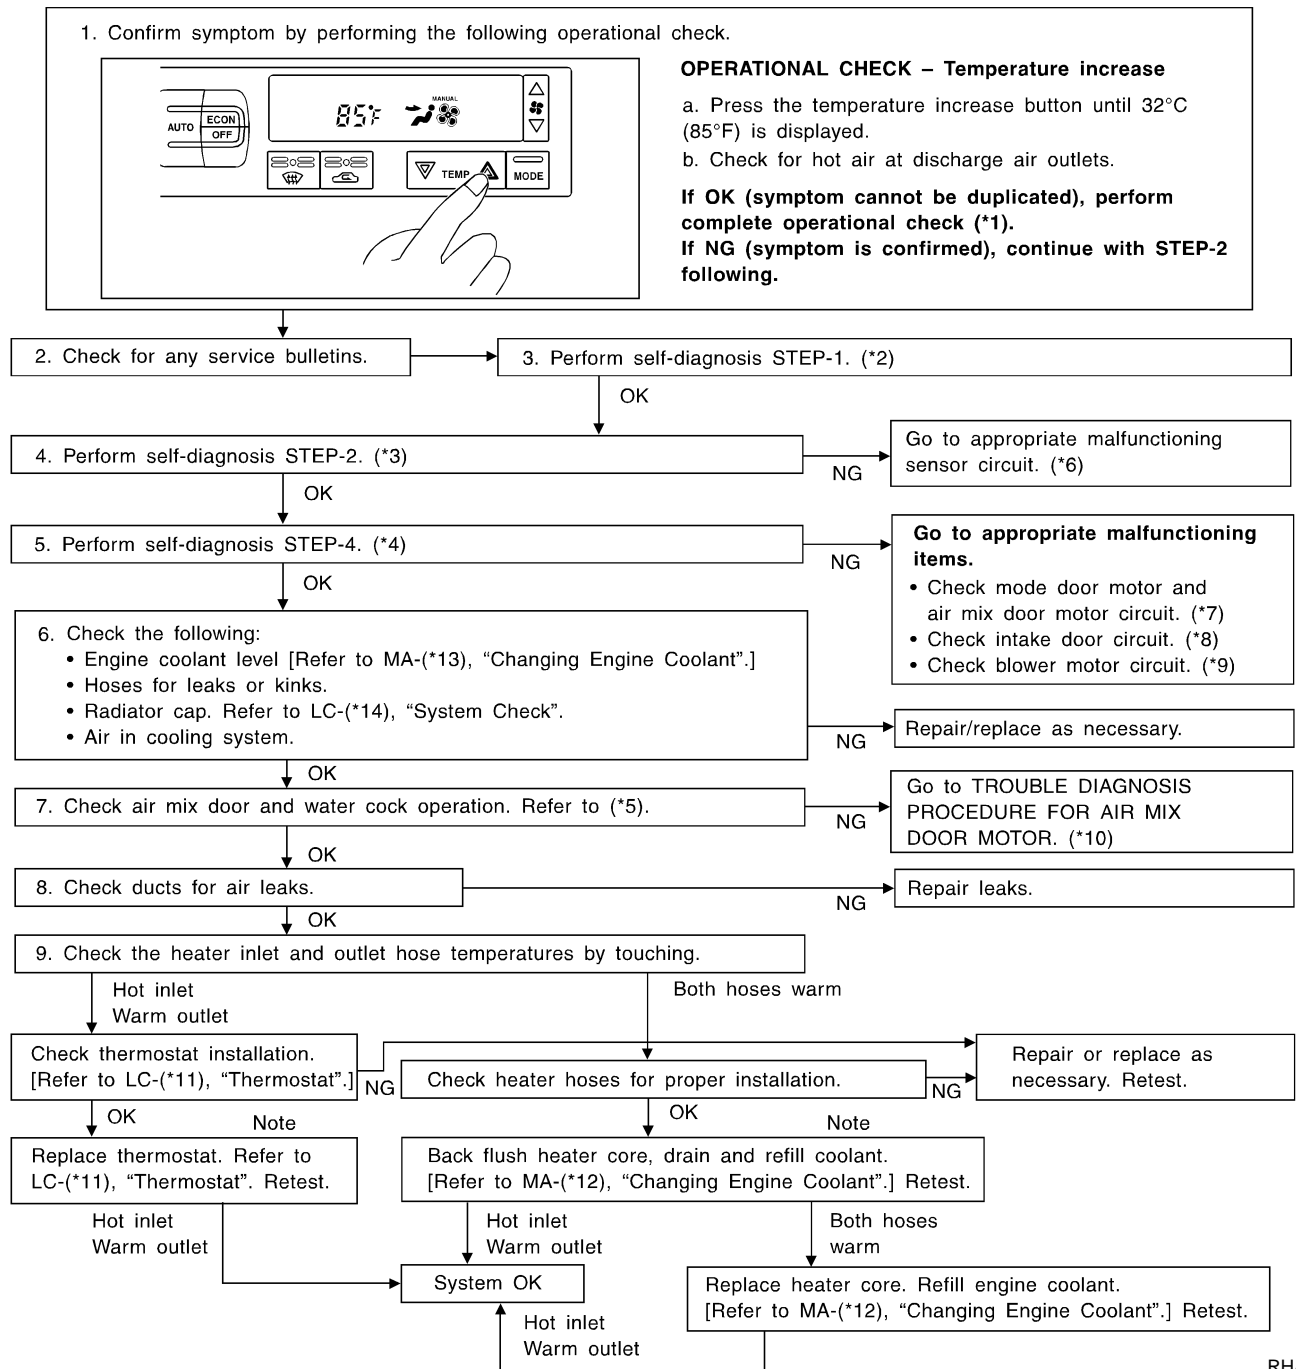 1. Confirm symptom by performing the following operational check.
AUTO
ECON
OFF
85°F
MANUAL
TEMP
MODE
OPERATIONAL CHECK – Temperature increase
a. Press the temperature increase button until 32°C
(85°F) is displayed.
b. Check for hot air at discharge air outlets.
If OK (symptom cannot be duplicated), perform
complete operational check (*1).
If NG (symptom is confirmed), continue with STEP-2
following.
2. Check for any service bulletins.
3. Perform self-diagnosis STEP-1. (*2)
OK
4. Perform self-diagnosis STEP-2. (*3)
NG
Go to appropriate malfunctioning
sensor circuit. (*6)
OK
5. Perform self-diagnosis STEP-4. (*4)
NG
Go to appropriate malfunctioning
items.
• Check mode door motor and
air mix door motor circuit. (*7)
• Check intake door circuit. (*8)
• Check blower motor circuit. (*9)
OK
6. Check the following:
• Engine coolant level [Refer to MA-(*13), “Changing Engine Coolant”.]
• Hoses for leaks or kinks.
• Radiator cap. Refer to LC-(*14), “System Check”.
• Air in cooling system.
NG
Repair/replace as necessary.
OK
7. Check air mix door and water cock operation. Refer to (*5).
NG
Go to TROUBLE DIAGNOSIS
PROCEDURE FOR AIR MIX
DOOR MOTOR. (*10)
OK
8. Check ducts for air leaks.
NG
Repair leaks.
OK
9. Check the heater inlet and outlet hose temperatures by touching.
Hot inlet
Warm outlet
Both hoses warm
Check thermostat installation.
[Refer to LC-(*11), “Thermostat”.]
NG
Check heater hoses for proper installation.
NG
Repair or replace as
necessary. Retest.
OK
Note
OK
Note
Replace thermostat. Refer to
LC-(*11), “Thermostat”. Retest.
Back flush heater core, drain and refill coolant.
[Refer to MA-(*12), “Changing Engine Coolant”.] Retest.
Hot inlet
Warm outlet
Hot inlet
Warm outlet
Both hoses
warm
System OK
Replace heater core. Refill engine coolant.
[Refer to MA-(*12), “Changing Engine Coolant”.] Retest.
Hot inlet
Warm outlet
RH